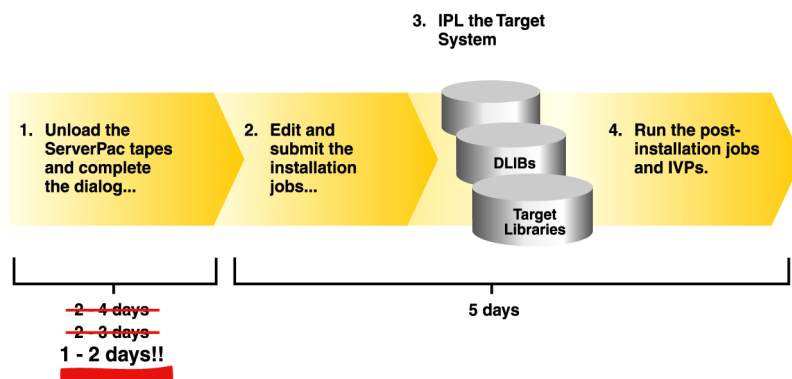 3. IPL the Target
System
1. Unload the
ServerPac tapes
and complete
the dialog...
2. Edit and
submit the
installation
jobs...
DLIBs
Target
Libraries
4. Run the post-
installation jobs
and IVPs.
2 - 4 days
2 - 3 days
1 - 2 days!!
5 days